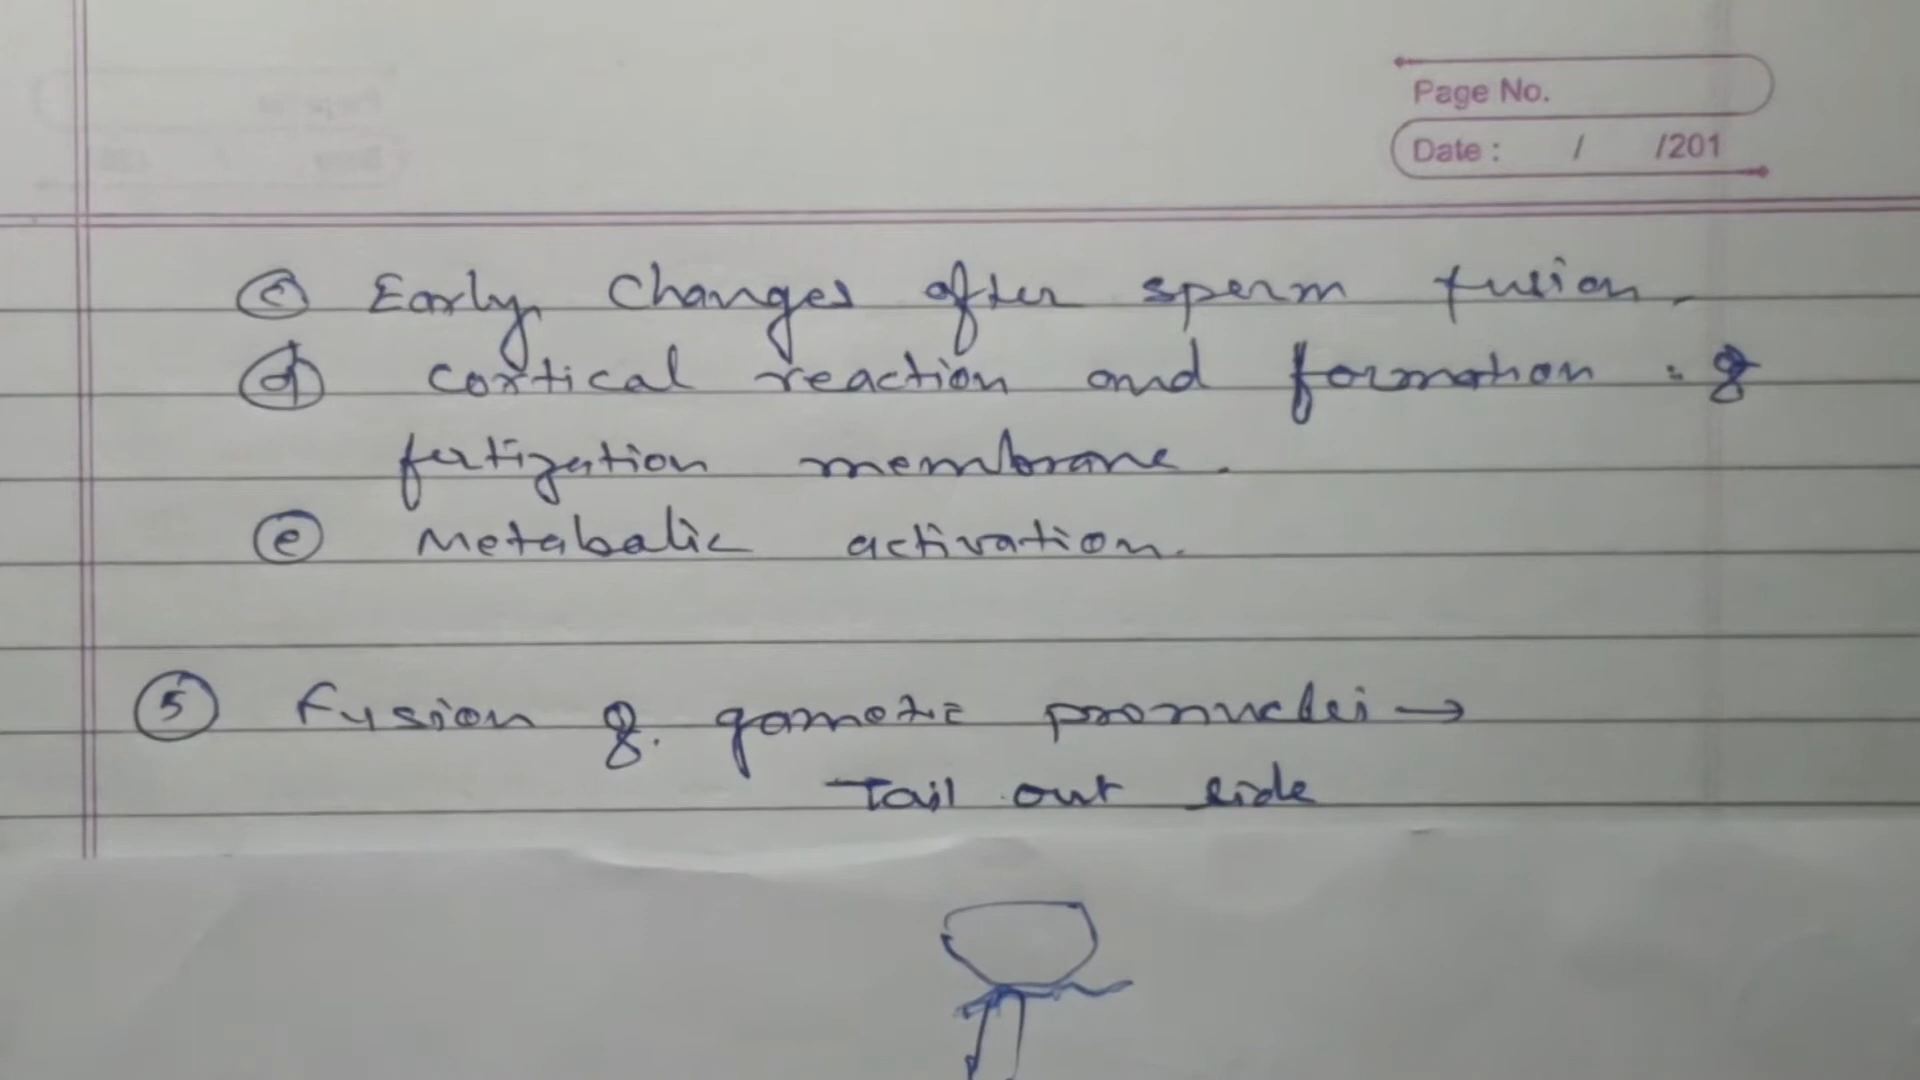 Page No.
Date : / /201
(c) Early changes after sperm fusion.
(d) cortical reaction and formation of
fertization membrane.
(e) Metabalic activation.
(5) Fusion of gametic pronuclei →
Tail out side